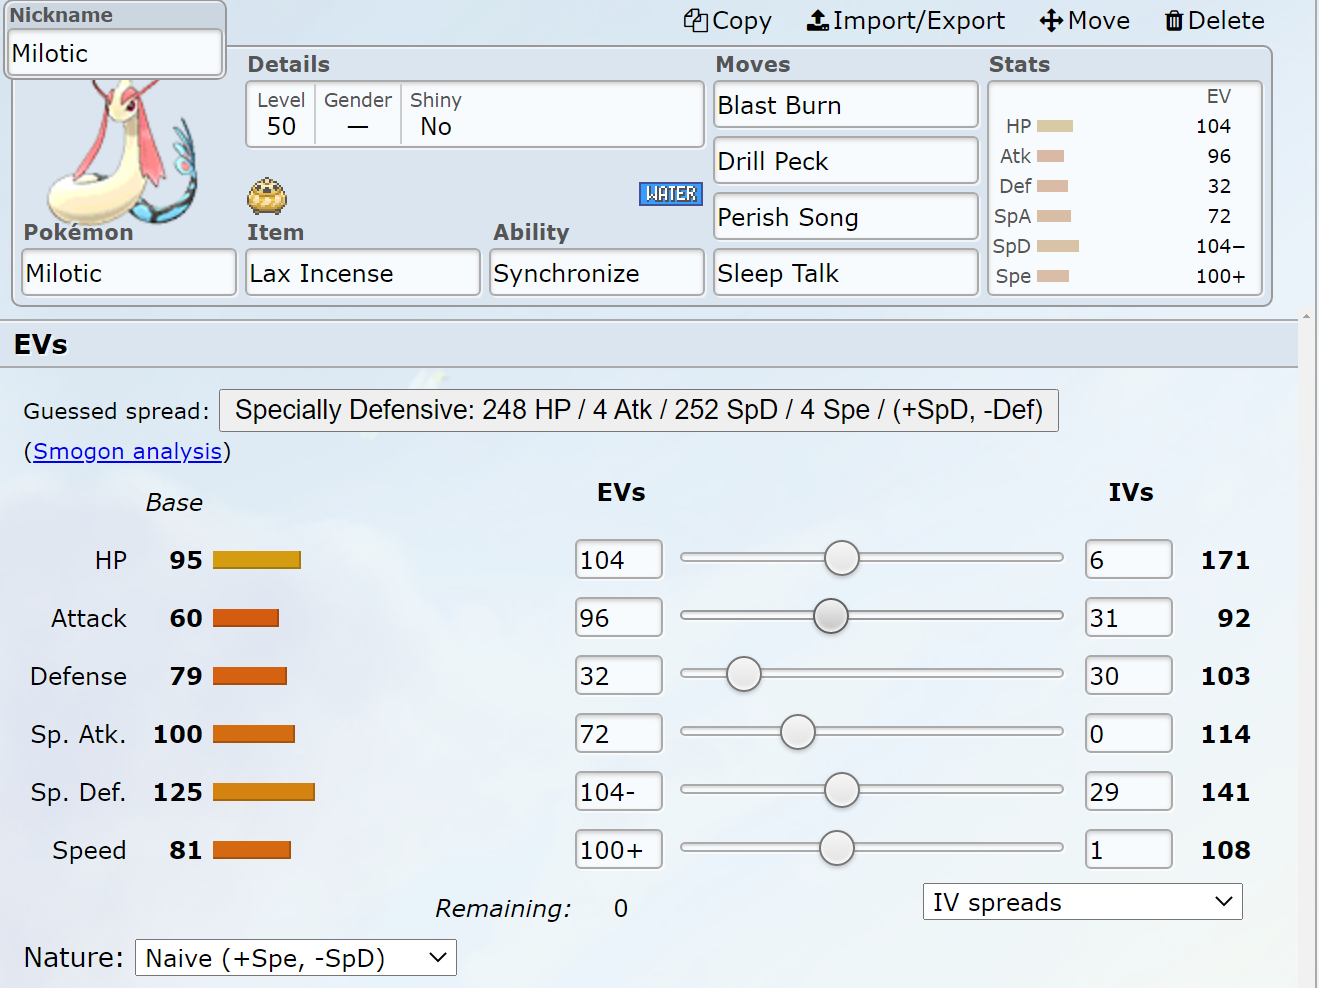 Nickname
Milotic
Copy Import/Export Move Delete
Details
Level Gender Shiny
50 — No
WATER
Pokémon Item Ability
Milotic Lax Incense Synchronize
Moves
Blast Burn
Drill Peck
Perish Song
Sleep Talk
Stats
EV
HP 104
Atk 96
Def 32
SpA 72
SpD 104−
Spe 100+
EVs
Guessed spread: Specially Defensive: 248 HP / 4 Atk / 252 SpD / 4 Spe / (+SpD, -Def)
(Smogon analysis)
Base EVs IVs
HP 95 104 6 171
Attack 60 96 31 92
Defense 79 32 30 103
Sp. Atk. 100 72 0 114
Sp. Def. 125 104- 29 141
Speed 81 100+ 1 108
Remaining: 0 IV spreads
Nature: Naive (+Spe, -SpD)